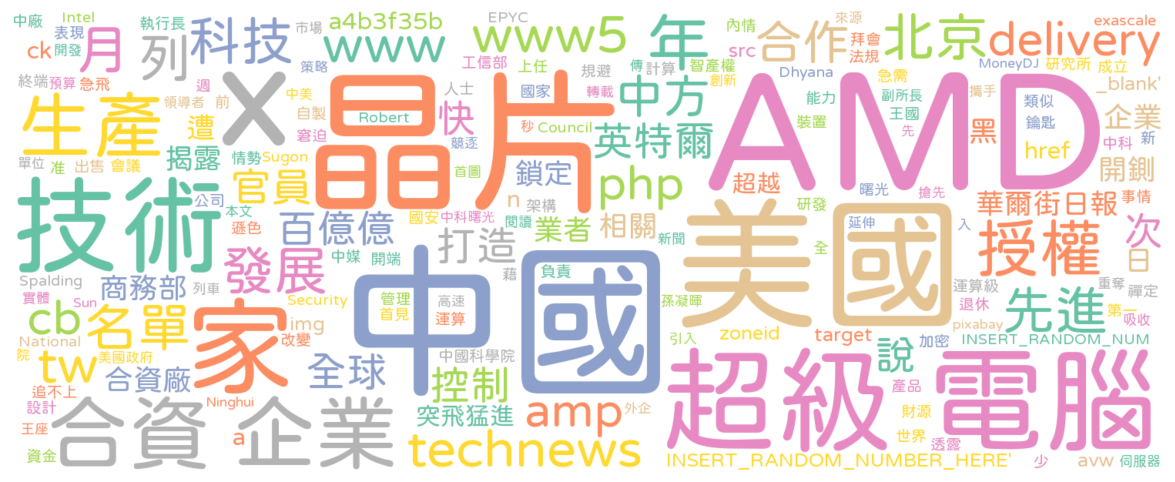 中廠 Intel 執行長 市場 a4b3f35b EPYC 來源 exascale
表現 科技 www www5 年 內情 合作 拜會 北京 delivery
ck 開發 月 列 工信部 上任 智產權 src 法規 MoneyDJ 研究所 成立
終端 預算 急飛 週 策略 傳 計算 創新 Dhyana 急需 _blank'
領導者 前 中美 X 晶片 人士 國家 規避 轉載 中方 AMD 能力 副所長 攜手 類似 企業
生產 遭 自製 Robert 快 秒 Council 英特爾 裝置 王國 先 黑 鑰匙 中科 新
窘迫 競逐 href
單位 准 出售 會議 揭露 情勢 Sugon 首圖 鎖定 php 超越 曙光 搶先 開鍘
技術 官員 公司 n 架構 研發 華爾街日報 事情
本文 遜色 百億億 國安 中科曙光 閱讀 業者 相關 美國 延伸 入 授權 次
發展 中媒 開端 打造 藉 新聞 全 日
Spalding 商務部 列車 中國 負責 運算級 重奪 禪定
實體 Sun Security 管理 高速 孫凝暉 退休 先進 第一
cb 名單 家 img 首見 運算 zoneid target pixabay 吸收
National 改變 引入 說 加密 INSERT_RANDOM_NUM
院 美國政府 全球 中國科學院
tw 合資廠 控制 超級電腦 產品
追不上 Ninghui
設計 合資 企業 突飛猛進 amp 外企 財源
王座 a 世界 透露
資金 technews INSERT_RANDOM_NUMBER_HERE' 少 avw 伺服器